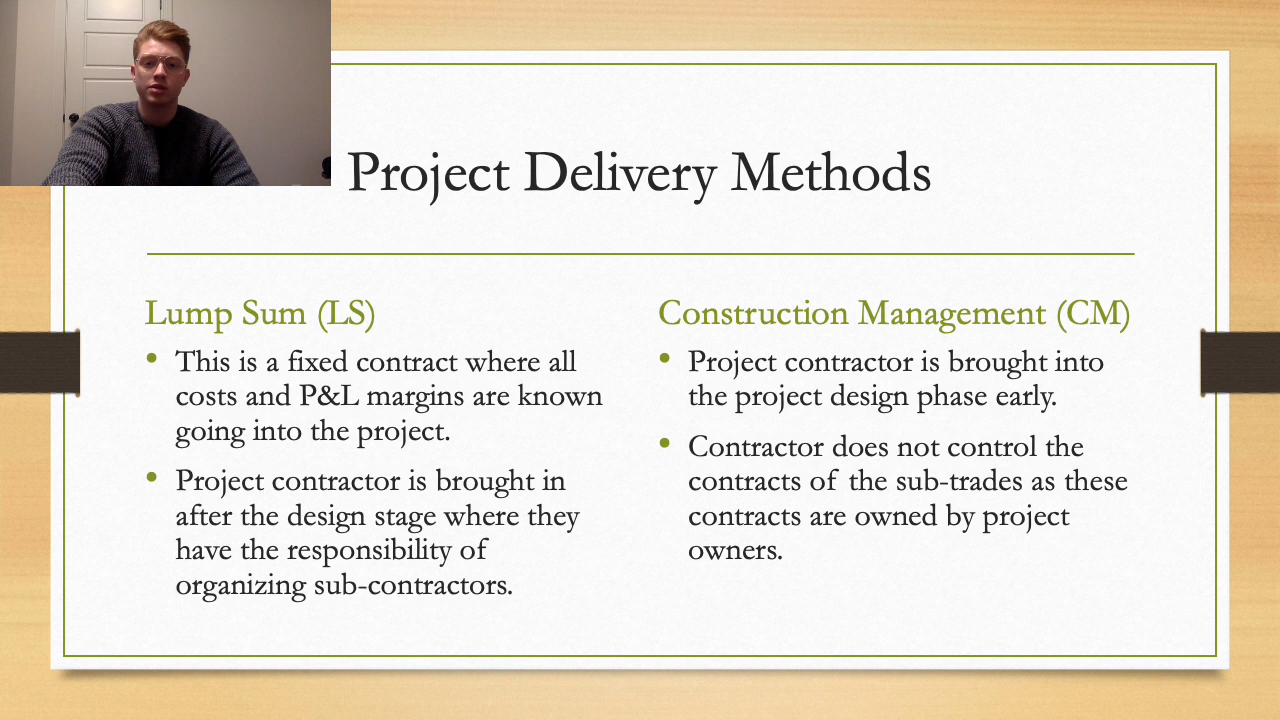 Project Delivery Methods
Lump Sum (LS)
• This is a fixed contract where all
costs and P&L margins are known
going into the project.
• Project contractor is brought in
after the design stage where they
have the responsibility of
organizing sub-contractors.
Construction Management (CM)
• Project contractor is brought into
the project design phase early.
• Contractor does not control the
contracts of the sub-trades as these
contracts are owned by project
owners.